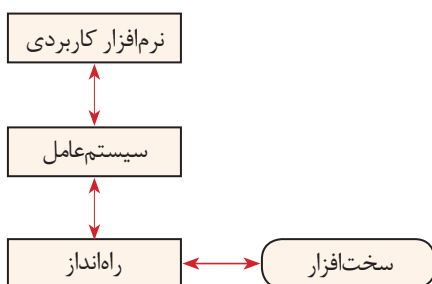 نرم‌افزار کاربردی
سیستم‌عامل
راه‌انداز
سخت‌افزار